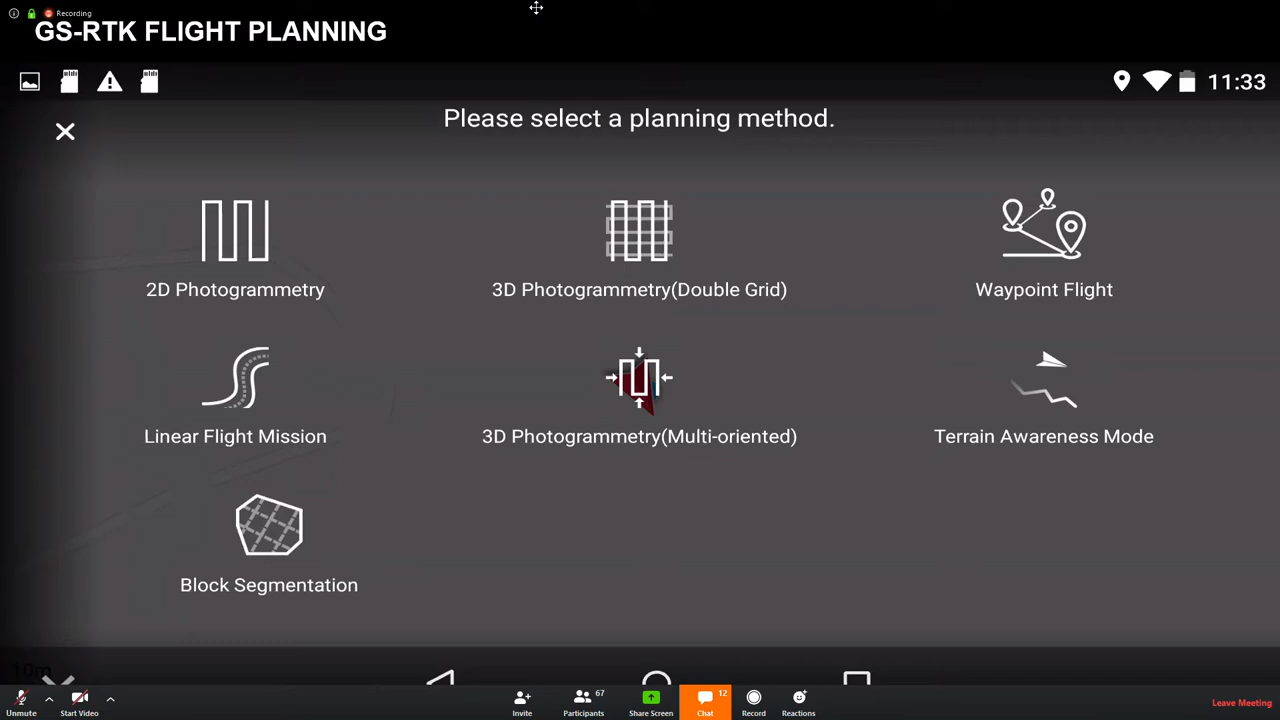 Recording
GS-RTK FLIGHT PLANNING
11:33
Please select a planning method.
2D Photogrammetry
3D Photogrammetry(Double Grid)
Waypoint Flight
Linear Flight Mission
3D Photogrammetry(Multi-oriented)
Terrain Awareness Mode
Block Segmentation
10m
67
12
Unmute
Start Video
Invite
Participants
Share Screen
Chat
Record
Reactions
Leave Meeting